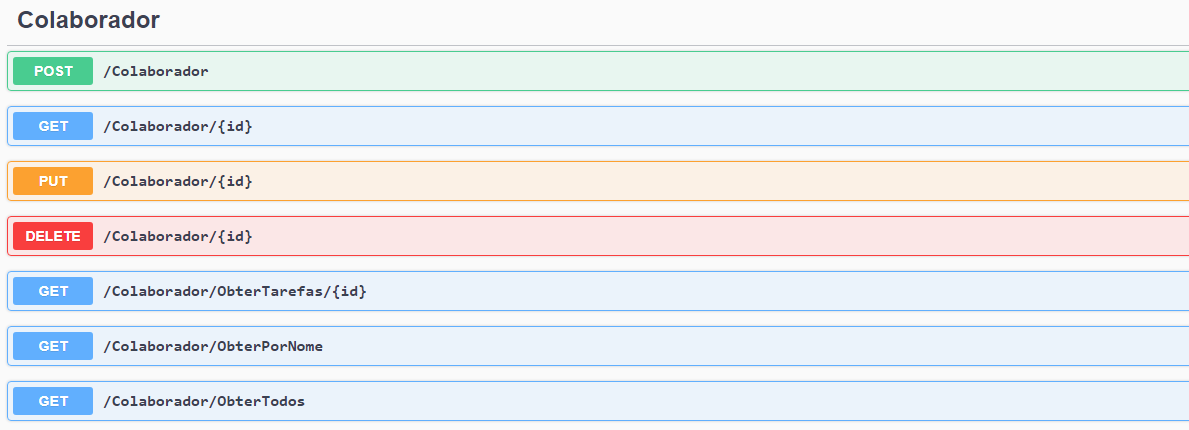 Colaborador
POST /Colaborador
GET /Colaborador/{id}
PUT /Colaborador/{id}
DELETE /Colaborador/{id}
GET /Colaborador/ObterTarefas/{id}
GET /Colaborador/ObterPorNome
GET /Colaborador/ObterTodos